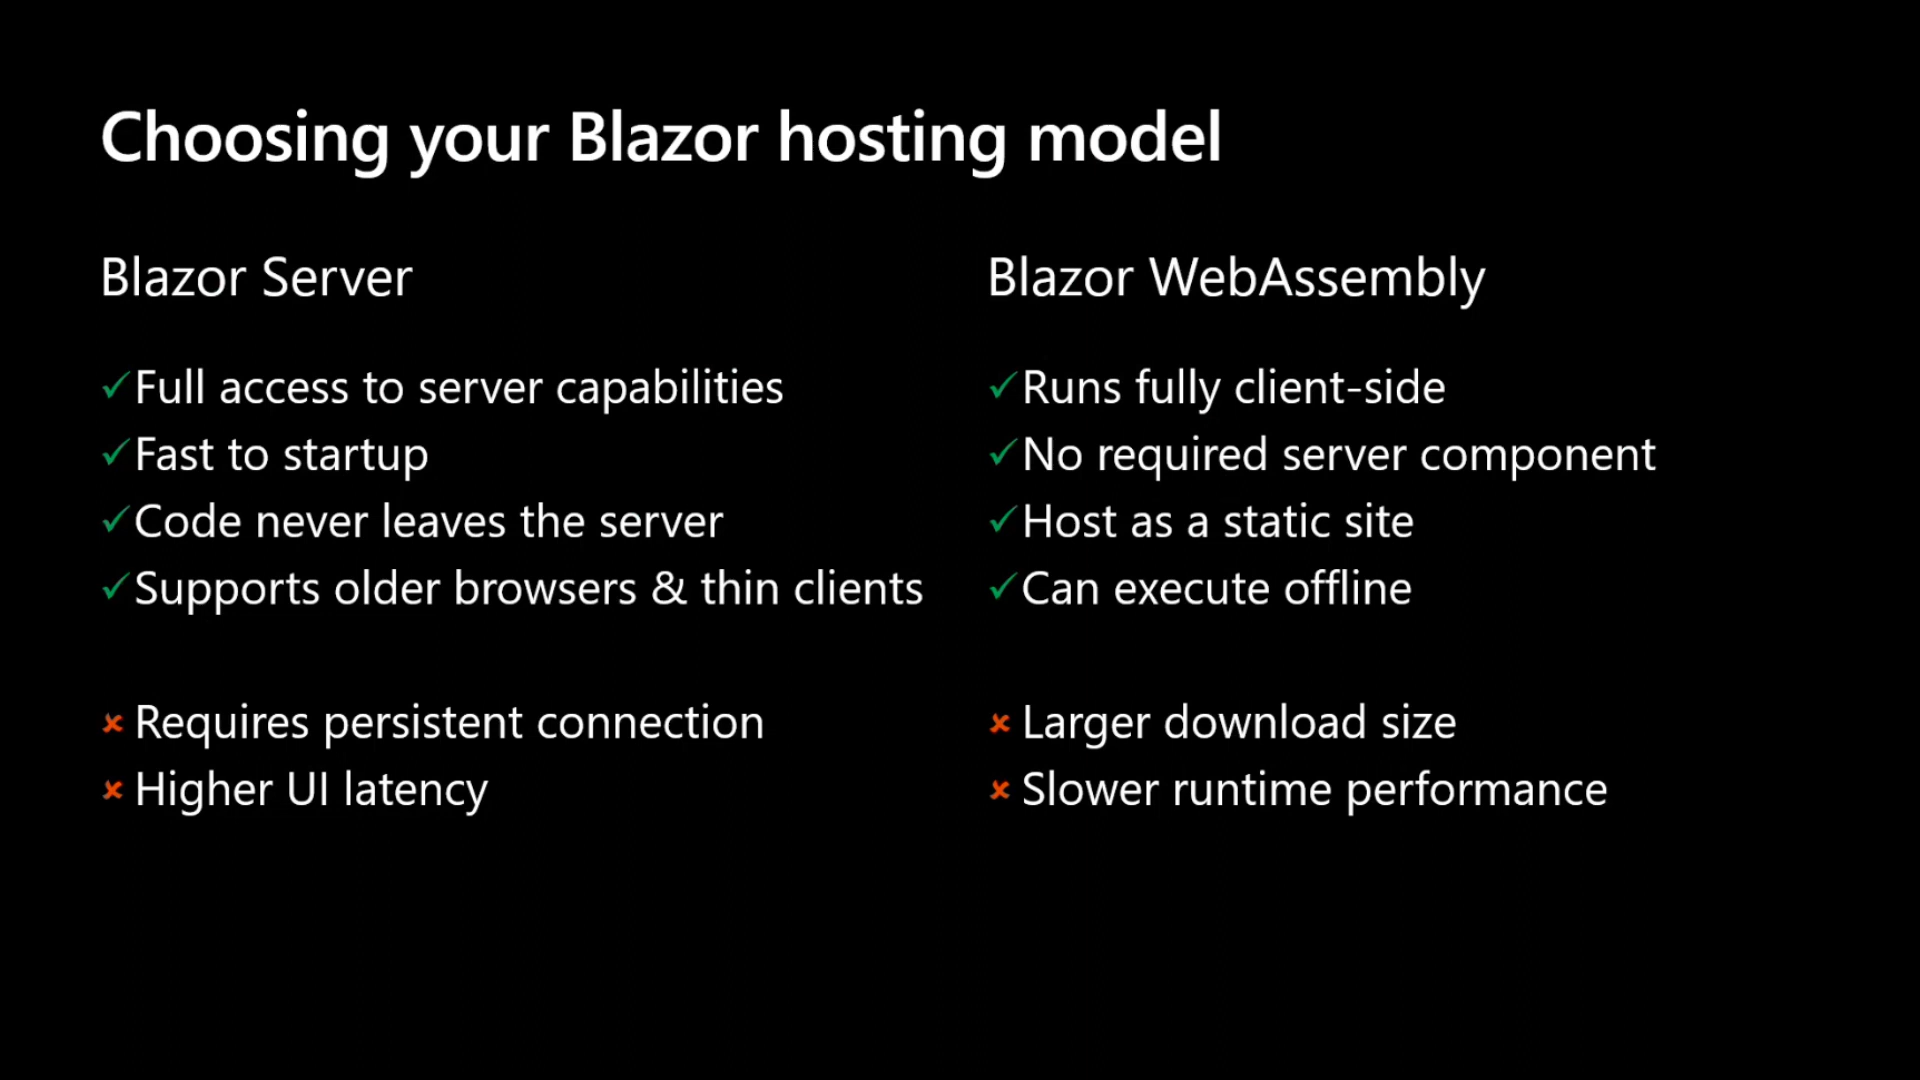 Choosing your Blazor hosting model
Blazor Server
✓Full access to server capabilities
✓Fast to startup
✓Code never leaves the server
✓Supports older browsers & thin clients
✘ Requires persistent connection
✘ Higher UI latency
Blazor WebAssembly
✓Runs fully client-side
✓No required server component
✓Host as a static site
✓Can execute offline
✘ Larger download size
✘ Slower runtime performance